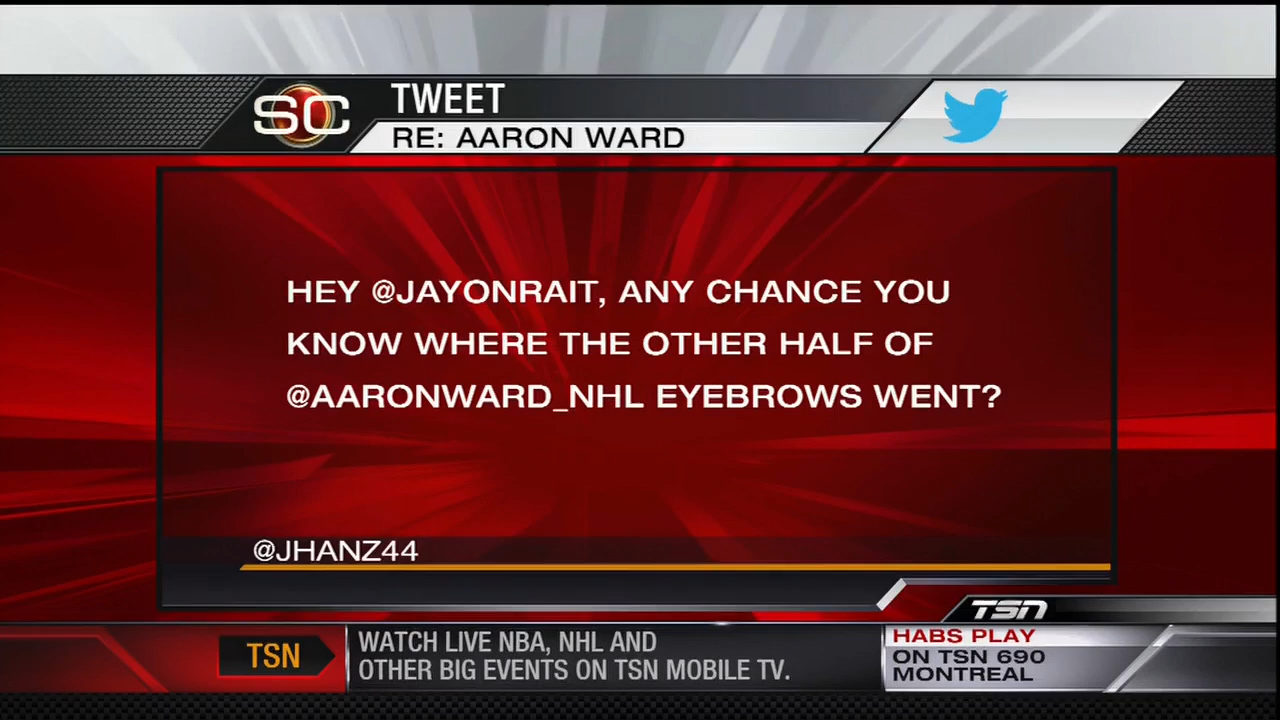 SC
TWEET
RE: AARON WARD
HEY @JAYONRAIT, ANY CHANCE YOU
KNOW WHERE THE OTHER HALF OF
@AARONWARD_NHL EYEBROWS WENT?
@JHANZ44
TSN
TSN
WATCH LIVE NBA, NHL AND
OTHER BIG EVENTS ON TSN MOBILE TV.
HABS PLAY
ON TSN 690
MONTREAL